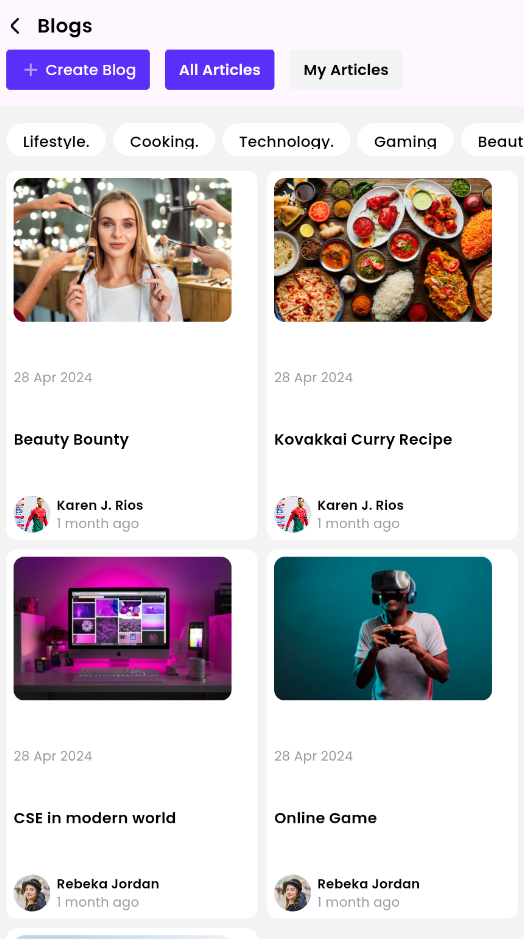 Blogs
+ Create Blog
All Articles
My Articles
Lifestyle.
Cooking.
Technology.
Gaming
Beaut
28 Apr 2024
28 Apr 2024
Beauty Bounty
Kovakkai Curry Recipe
Karen J. Rios
1 month ago
Karen J. Rios
1 month ago
28 Apr 2024
28 Apr 2024
CSE in modern world
Online Game
Rebeka Jordan
1 month ago
Rebeka Jordan
1 month ago